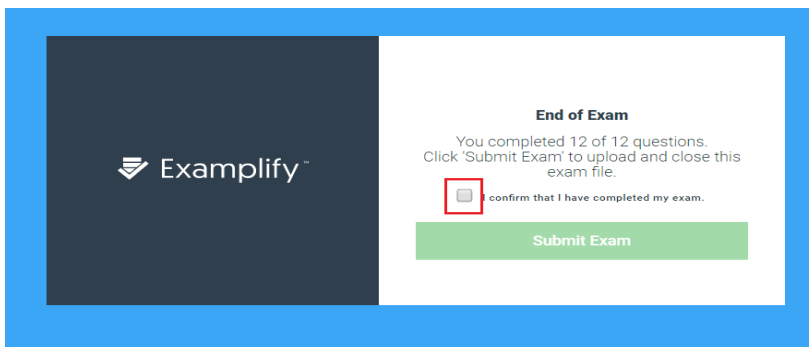 Examplify™
End of Exam
You completed 12 of 12 questions.
Click 'Submit Exam' to upload and close this
exam file.
I confirm that I have completed my exam.
Submit Exam